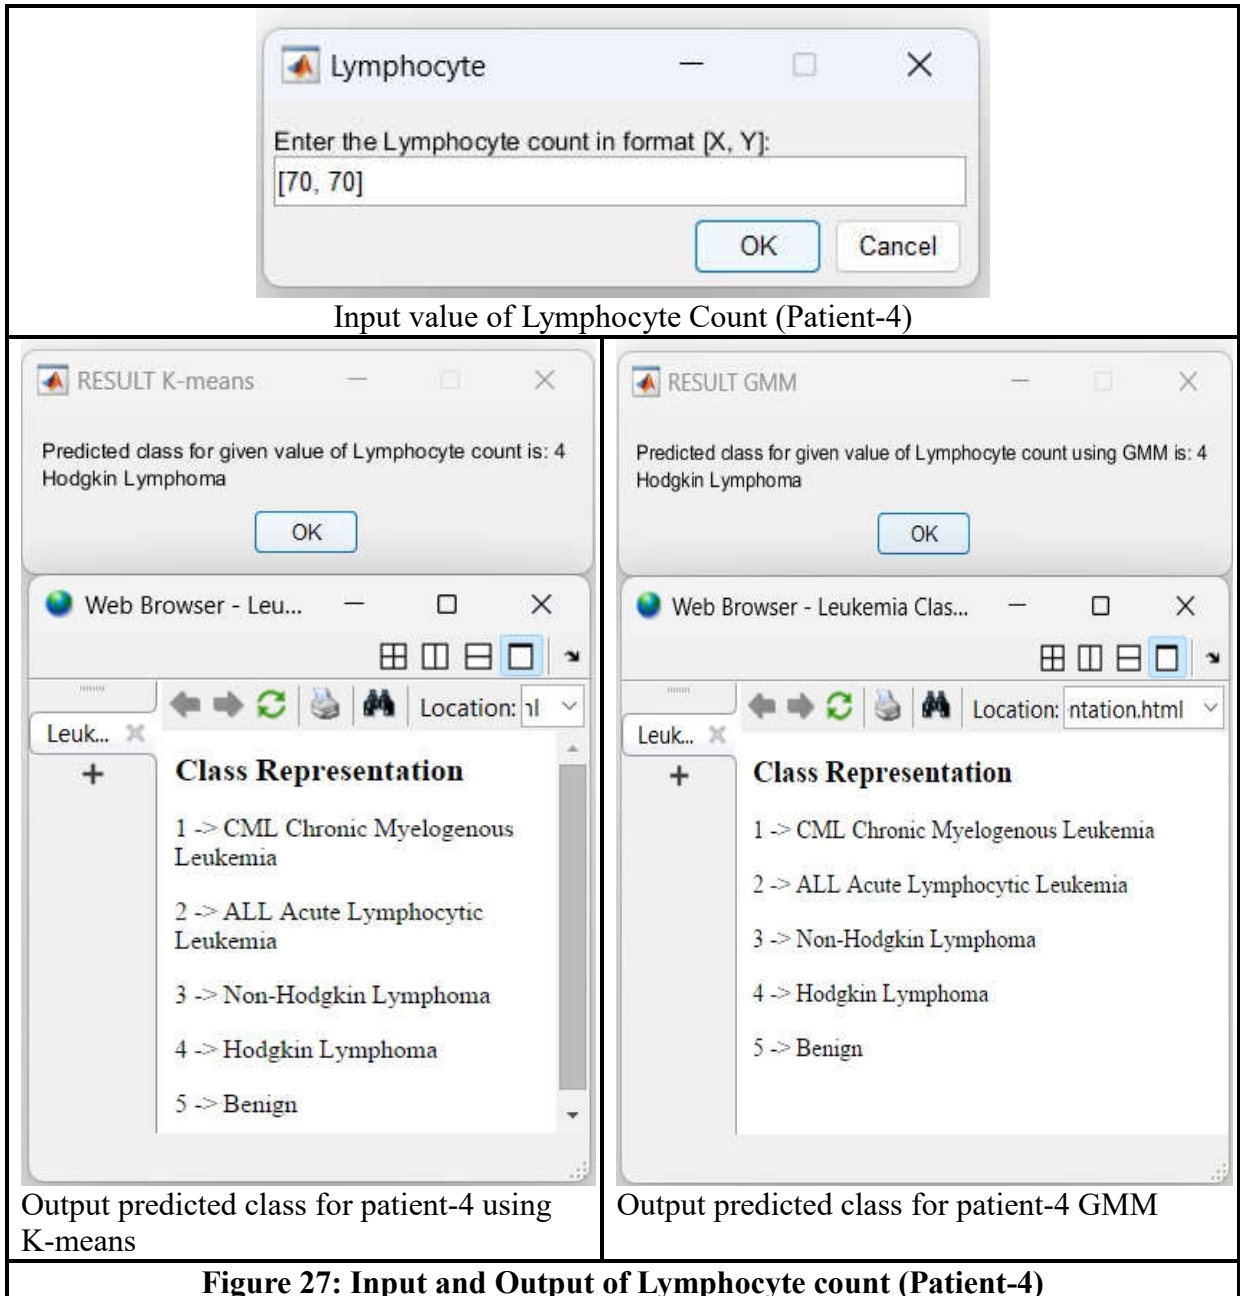 Lymphocyte
Enter the Lymphocyte count in format [X, Y]:
[70, 70]
OK
Cancel
Input value of Lymphocyte Count (Patient-4)
RESULT K-means
Predicted class for given value of Lymphocyte count is: 4
Hodgkin Lymphoma
OK
Web Browser - Leu...
Location: nl
Leuk...
Class Representation
1 -> CML Chronic Myelogenous
Leukemia
2 -> ALL Acute Lymphocytic
Leukemia
3 -> Non-Hodgkin Lymphoma
4 -> Hodgkin Lymphoma
5 -> Benign
Output predicted class for patient-4 using
K-means
RESULT GMM
Predicted class for given value of Lymphocyte count using GMM is: 4
Hodgkin Lymphoma
OK
Web Browser - Leukemia Clas...
Location: ntation.html
Leuk...
Class Representation
1 -> CML Chronic Myelogenous Leukemia
2 -> ALL Acute Lymphocytic Leukemia
3 -> Non-Hodgkin Lymphoma
4 -> Hodgkin Lymphoma
5 -> Benign
Output predicted class for patient-4 GMM
Figure 27: Input and Output of Lymphocyte count (Patient-4)